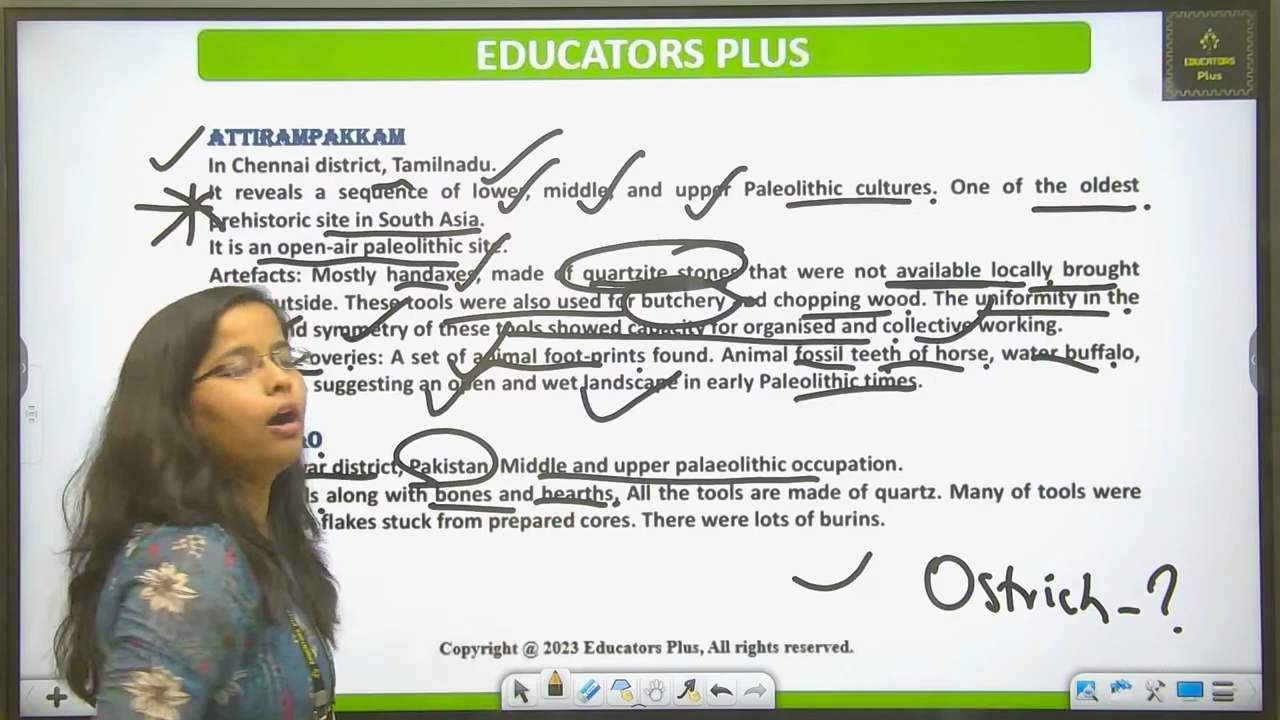 EDUCATORS PLUS
EDUCATORS
Plus
ATTIRAMPAKKAM
In Chennai district, Tamilnadu.
It reveals a sequence of lower, middle, and upper Paleolithic cultures. One of the oldest
prehistoric site in South Asia.
It is an open-air paleolithic site.
Artefacts: Mostly handaxes, made of quartzite stones that were not available locally brought
utside. These tools were also used for butchery and chopping wood. The uniformity in the
d symmetry of these tools showed capacity for organised and collective working.
overies: A set of animal foot-prints found. Animal fossil teeth of horse, water buffalo,
suggesting an open and wet landscape in early Paleolithic times.
AO
war district, Pakistan Middle and upper palaeolithic occupation.
ls along with bones and hearths, All the tools are made of quartz. Many of tools were
flakes stuck from prepared cores. There were lots of burins.
Ostrich-?
Copyright @ 2023 Educators Plus, All rights reserved.